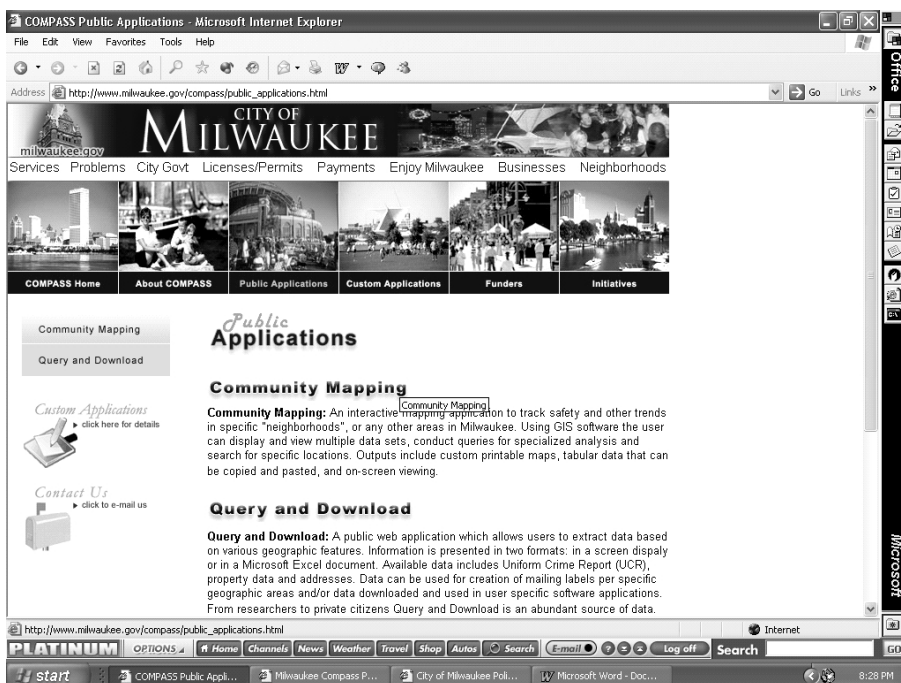 COMPASS Public Applications - Microsoft Internet Explorer
File Edit View Favorites Tools Help
Address http://www.milwaukee.gov/compass/public_applications.html Go Links »
Office
milwaukee.gov
CITY OF
MILWAUKEE
Services Problems City Govt Licenses/Permits Payments Enjoy Milwaukee Businesses Neighborhoods
COMPASS Home About COMPASS Public Applications Custom Applications Funders Initiatives
Community Mapping
Query and Download
Custom Applications
click here for details
Contact Us
click to e-mail us
Public
Applications
Community Mapping
Community Mapping
Community Mapping: An interactive mapping application to track safety and other trends
in specific "neighborhoods", or any other areas in Milwaukee. Using GIS software the user
can display and view multiple data sets, conduct queries for specialized analysis and
search for specific locations. Outputs include custom printable maps, tabular data that can
be copied and pasted, and on-screen viewing.
Query and Download
Query and Download: A public web application which allows users to extract data based
on various geographic features. Information is presented in two formats: in a screen dispaly
or in a Microsoft Excel document. Available data includes Uniform Crime Report (UCR),
property data and addresses. Data can be used for creation of mailing labels per specific
geographic areas and/or data downloaded and used in user specific software applications.
From researchers to private citizens Query and Download is an abundant source of data.
Microsoft
http://www.milwaukee.gov/compass/public_applications.html Internet
PLATINUM OPTIONS Home Channels News Weather Travel Shop Autos Search E-mail Log off Search GO
start COMPASS Public Appli... Milwaukee Compass P... City of Milwaukee Poli... Microsoft Word - Doc... 8:28 PM